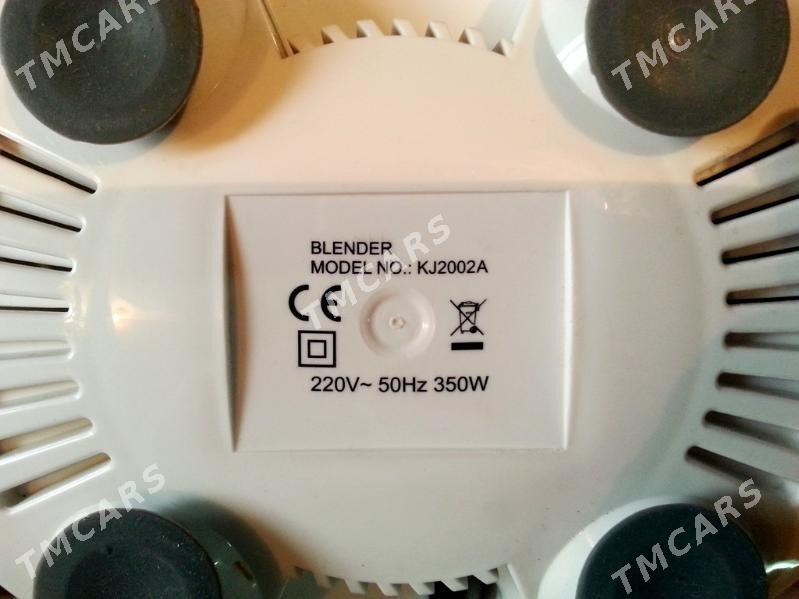 TMCARS
TMCARS
BLENDER
MODEL NO.: KJ2002A
TMCARS
CE
220V~ 50Hz 350W
TMCARS
TMCARS